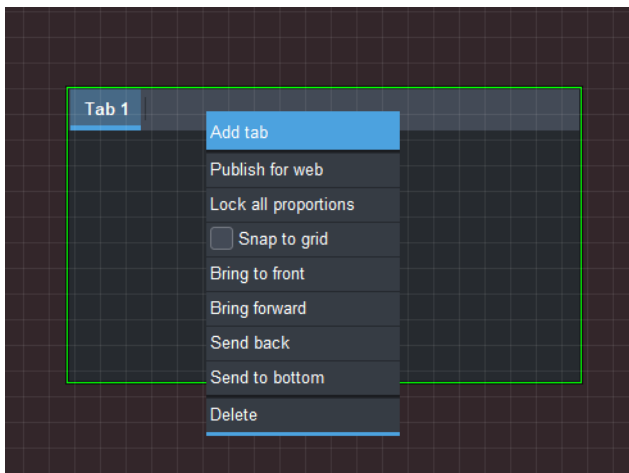 Tab 1
Add tab
Publish for web
Lock all proportions
Snap to grid
Bring to front
Bring forward
Send back
Send to bottom
Delete